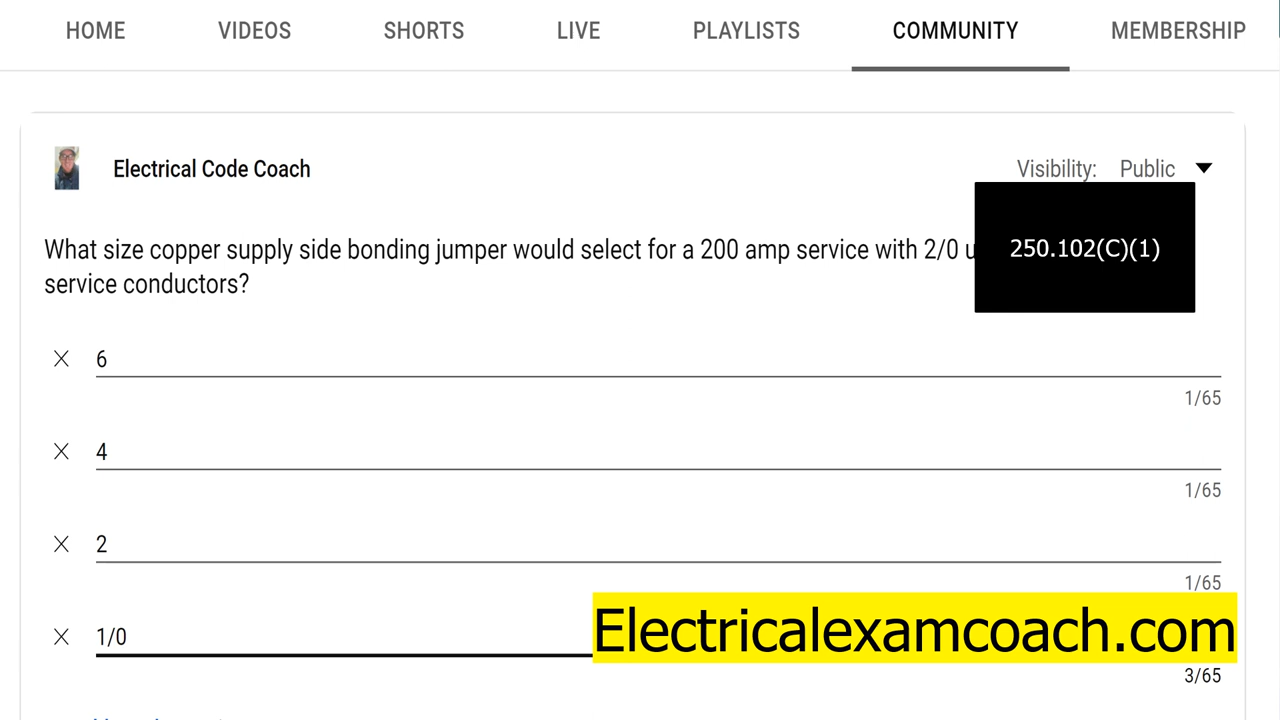 HOME VIDEOS SHORTS LIVE PLAYLISTS COMMUNITY MEMBERSHIP
Electrical Code Coach
Visibility: Public
What size copper supply side bonding jumper would select for a 200 amp service with 2/0
250.102(C)(1)
service conductors?
6
1/65
4
1/65
2
1/65
1/0
Electricalexamcoach.com
3/65